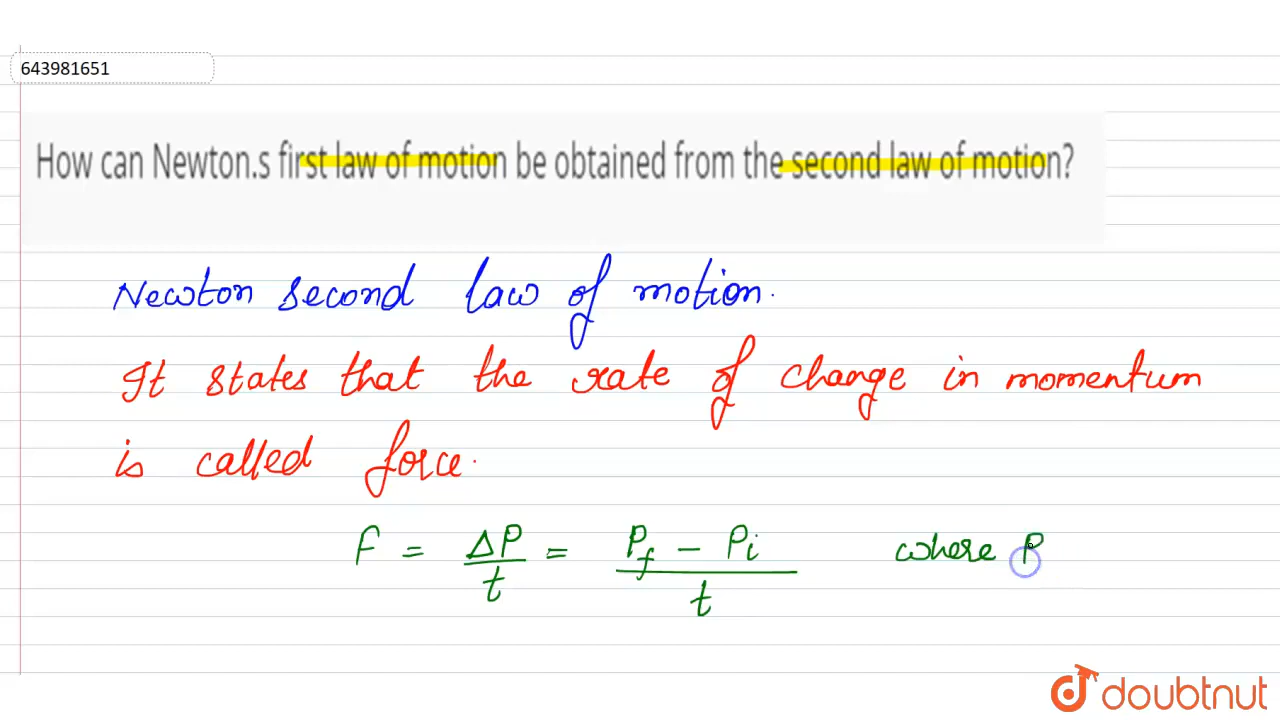 643981651
How can Newton.s first law of motion be obtained from the second law of motion?
Newton second law of motion.
It states that the rate of change in momentum
is called force.
F = ΔP/t = Pf - Pi/t where P
doubtnut